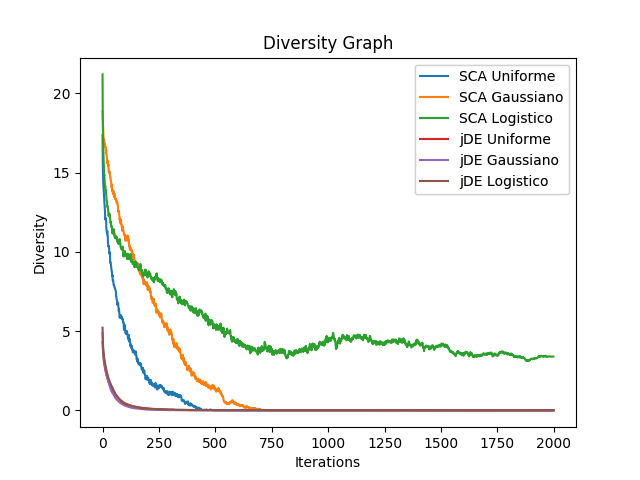 Diversity Graph
SCA Uniforme
SCA Gaussiano
SCA Logistico
jDE Uniforme
jDE Gaussiano
jDE Logistico
Diversity
20
15
10
5
0
0 250 500 750 1000 1250 1500 1750 2000
Iterations